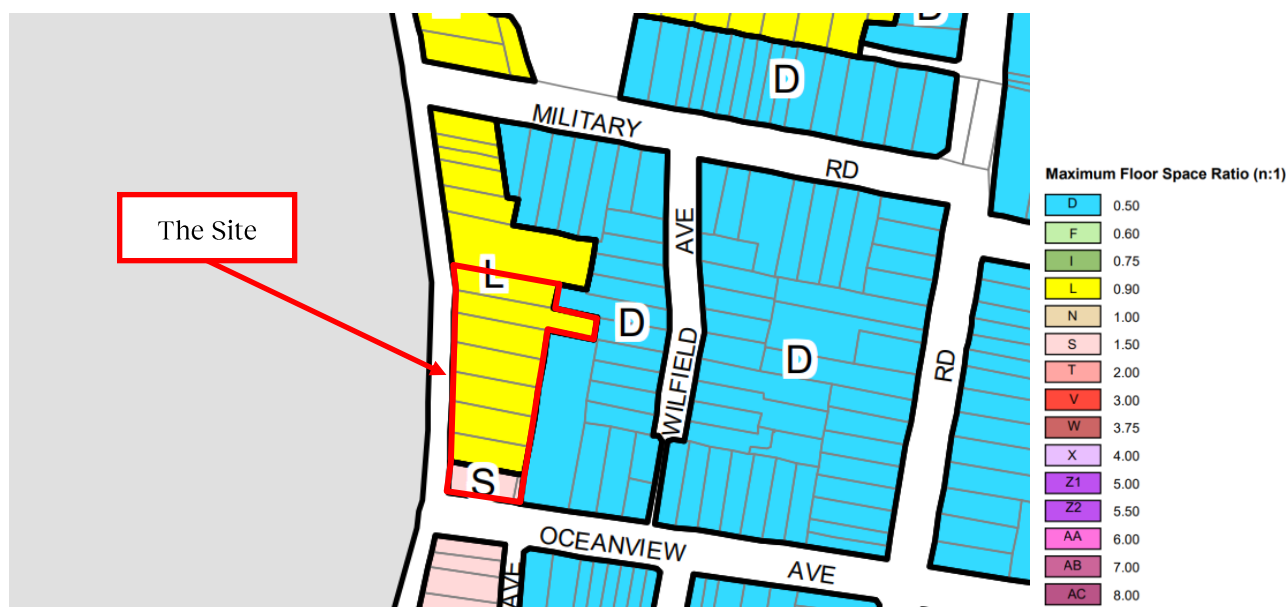 D
D
MILITARY
RD
The Site
AVE
L
D
D
WILFIELD
RD
S
OCEANVIEW
AVE
AVE
Maximum Floor Space Ratio (n:1)
D 0.50
F 0.60
I 0.75
L 0.90
N 1.00
S 1.50
T 2.00
V 3.00
W 3.75
X 4.00
Z1 5.00
Z2 5.50
AA 6.00
AB 7.00
AC 8.00